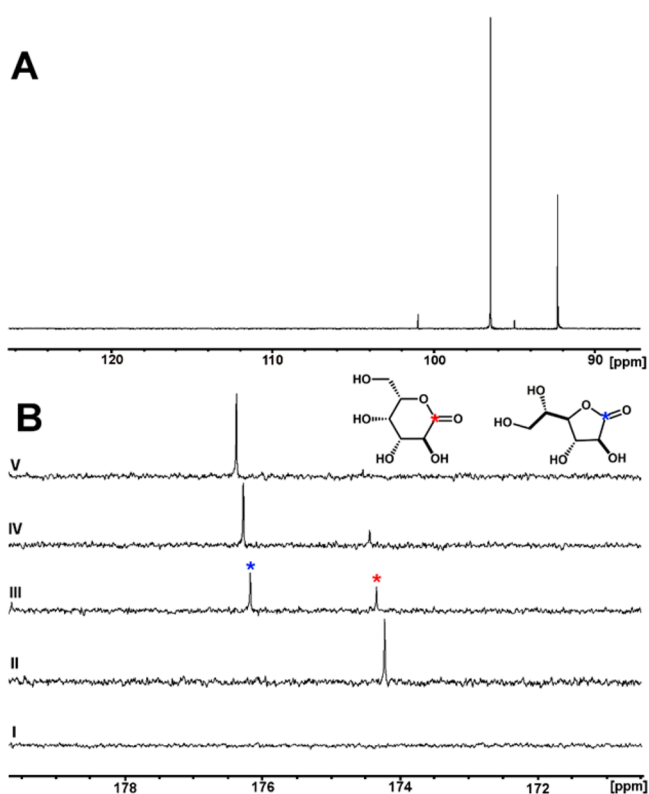 A
120 110 100 90 [ppm]
B
HO
O
HO
*
=O
HO
OH
HO
O
HO
*
O
HO
OH
V
IV
* *
III
II
I
178 176 174 172 [ppm]